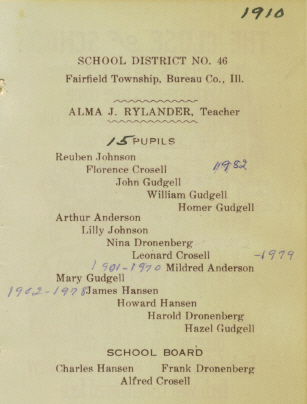 1910
SCHOOL DISTRICT NO. 46
Fairfield Township, Bureau Co., Ill.
ALMA J. RYLANDER, Teacher
15 PUPILS
Reuben Johnson
Florence Crosell 1982
John Gudgell
William Gudgell
Homer Gudgell
Arthur Anderson
Lilly Johnson
Nina Dronenberg
Leonard Crosell -1979
1901-1970 Mildred Anderson
Mary Gudgell
1902-1978 James Hansen
Howard Hansen
Harold Dronenberg
Hazel Gudgell
SCHOOL BOARD
Charles Hansen Frank Dronenberg
Alfred Crosell